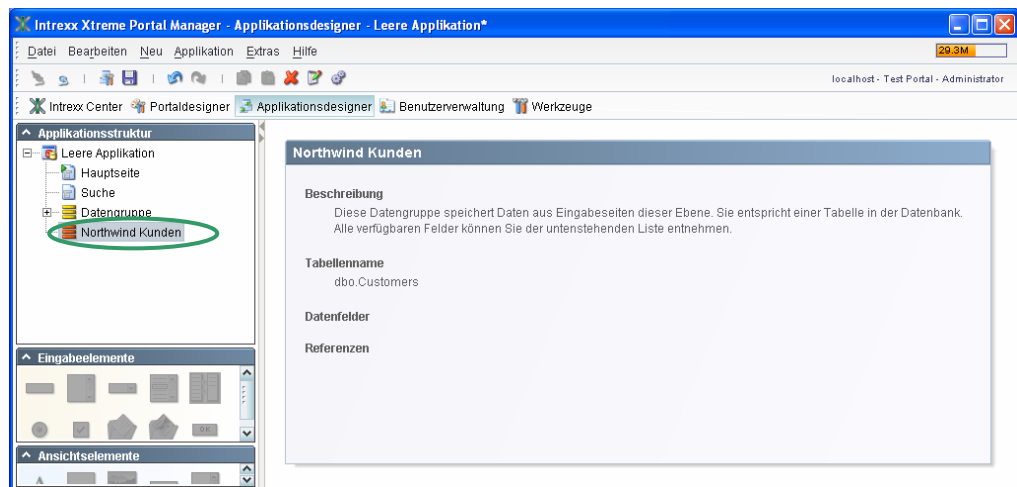 Intrexx Xtreme Portal Manager - Applikationsdesigner - Leere Applikation*
Datei Bearbeiten Neu Applikation Extras Hilfe
29.3M
localhost - Test Portal - Administrator
Intrexx Center Portaldesigner Applikationsdesigner Benutzerverwaltung Werkzeuge
Applikationsstruktur
Leere Applikation
Hauptseite
Suche
Datengruppe
Northwind Kunden
Eingabeelemente
OK
Ansichtselemente
A
Northwind Kunden
Beschreibung
Diese Datengruppe speichert Daten aus Eingabeseiten dieser Ebene. Sie entspricht einer Tabelle in der Datenbank.
Alle verfügbaren Felder können Sie der untenstehenden Liste entnehmen.
Tabellenname
dbo.Customers
Datenfelder
Referenzen